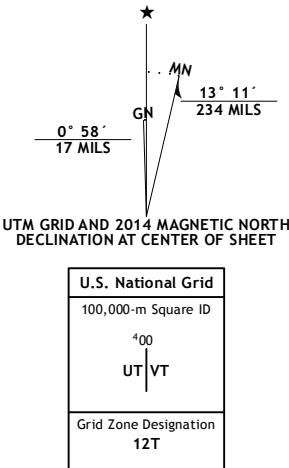 ★
MN
13° 11´
234 MILS
GN
0° 58´
17 MILS
UTM GRID AND 2014 MAGNETIC NORTH
DECLINATION AT CENTER OF SHEET
U.S. National Grid
100,000-m Square ID
⁴00
UT VT
Grid Zone Designation
12T